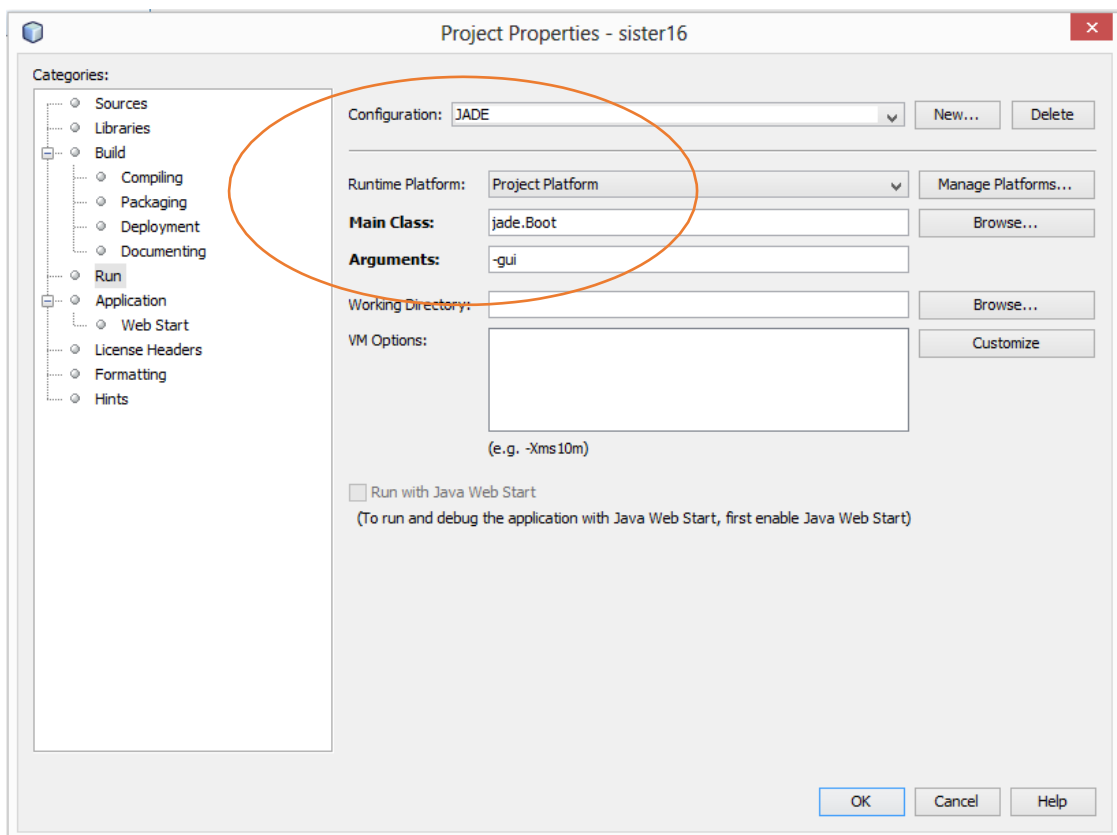 Project Properties - sister16
Categories:
Sources
Libraries
Build
Compiling
Packaging
Deployment
Documenting
Run
Application
Web Start
License Headers
Formatting
Hints
Configuration: JADE New... Delete
Runtime Platform: Project Platform Manage Platforms...
Main Class: jade.Boot Browse...
Arguments: -gui
Working Directory: Browse...
VM Options: Customize
(e.g. -Xms10m)
Run with Java Web Start
(To run and debug the application with Java Web Start, first enable Java Web Start)
OK Cancel Help